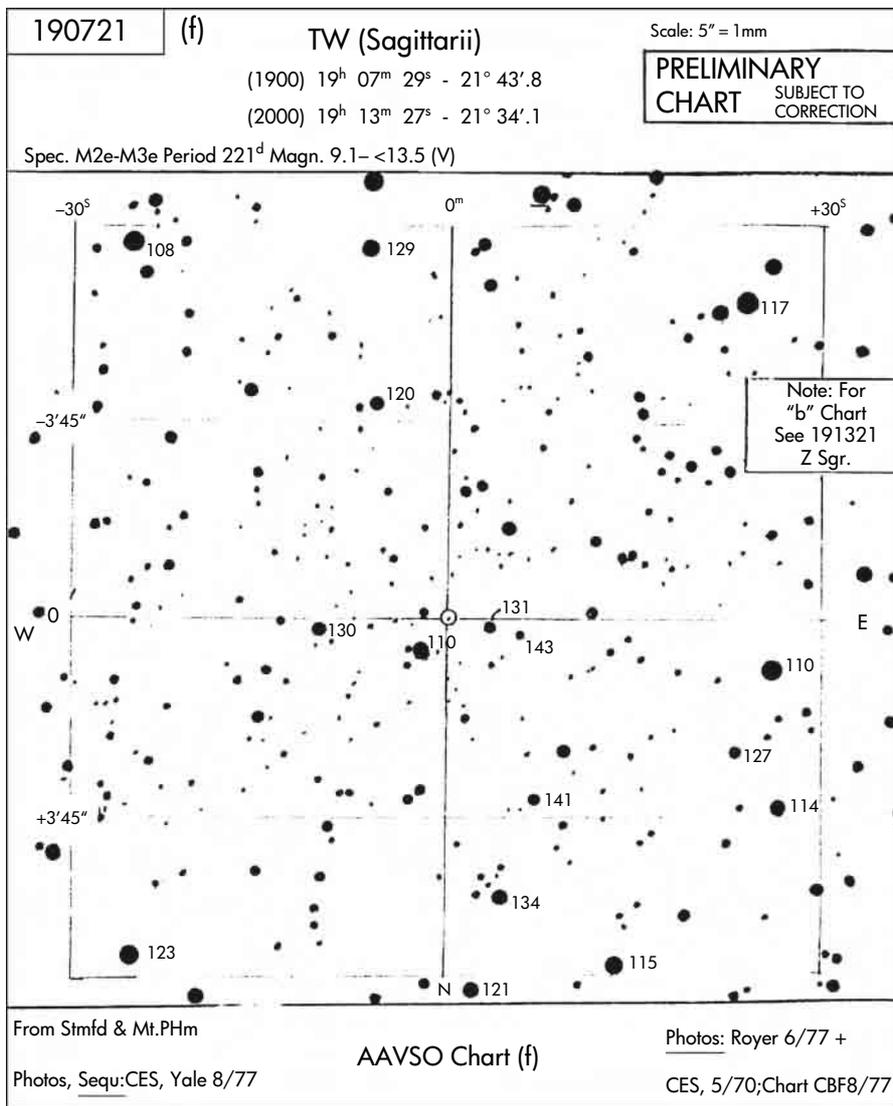 190721
(f)
TW (Sagittarii)
(1900) 19h 07m 29s - 21° 43'.8
(2000) 19h 13m 27s - 21° 34'.1
Scale: 5" = 1mm
PRELIMINARY
CHART SUBJECT TO
CORRECTION
Spec. M2e-M3e Period 221d Magn. 9.1– <13.5 (V)
–30S
0m
+30S
108
129
117
–3'45"
120
Note: For
"b" Chart
See 191321
Z Sgr.
0
W
131
E
130
110
143
110
127
141
114
+3'45"
134
123
115
N
121
From Stmfd & Mt.PHm
Photos, Sequ:CES, Yale 8/77
AAVSO Chart (f)
Photos: Royer 6/77 +
CES, 5/70;Chart CBF8/77